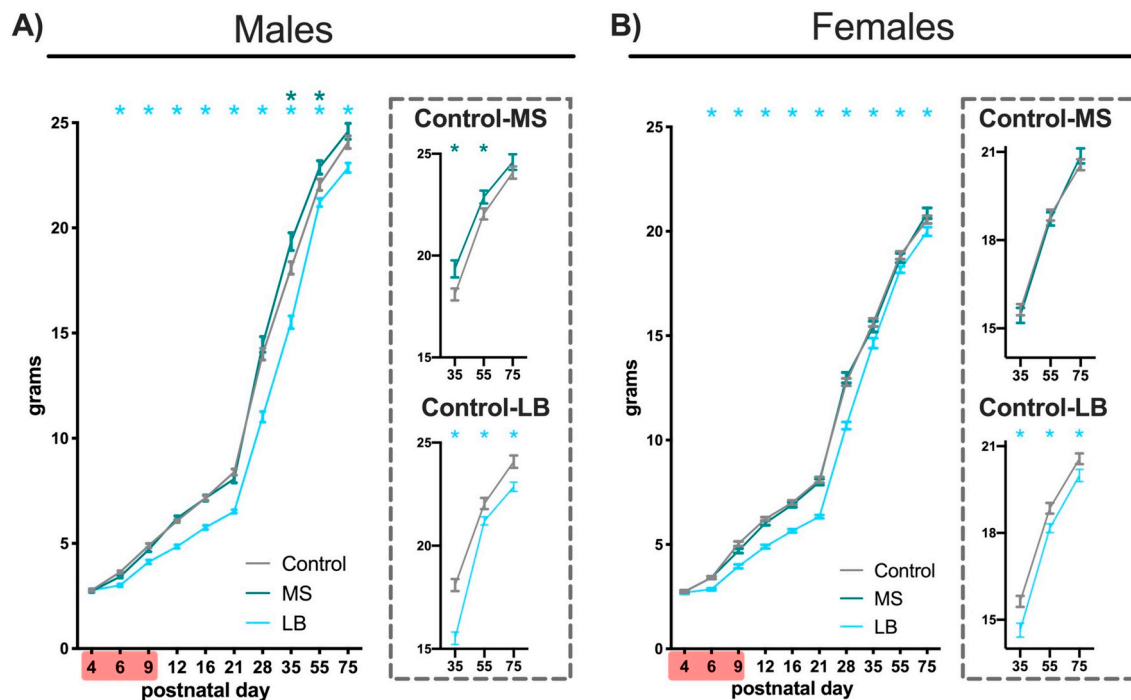 A) Males
* *
* * * * * * * * *
25
20
15
10
5
0
grams
Control
MS
LB
4 6 9 12 16 21 28 35 55 75
postnatal day
Control-MS
* *
25
20
15
35 55 75
Control-LB
* * *
25
20
15
35 55 75
B) Females
* * * * * * * * *
25
20
15
10
5
0
grams
Control
MS
LB
4 6 9 12 16 21 28 35 55 75
postnatal day
Control-MS
21
18
15
35 55 75
Control-LB
* * *
21
18
15
35 55 75